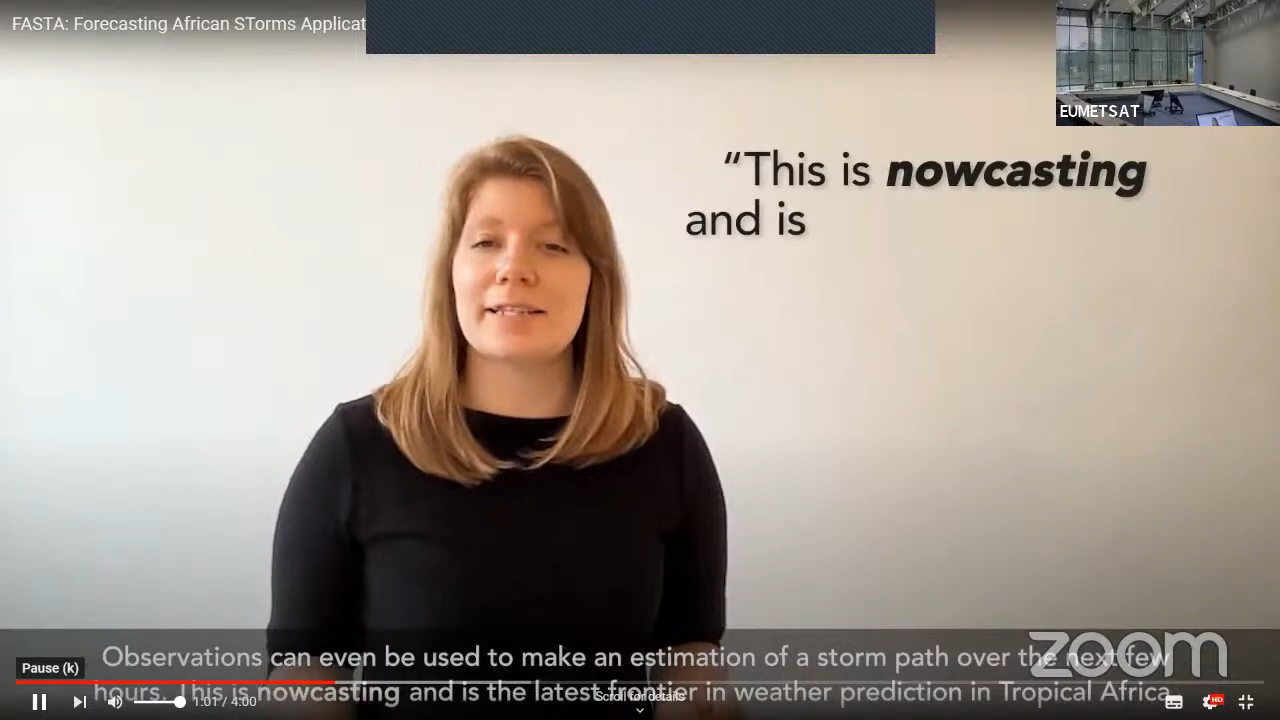 FASTA: Forecasting African STorms Applicat
EUMETSAT
“This is nowcasting
and is
Observations can even be used to make an estimation of a storm path over the next few
hours. This is nowcasting and is the latest frontier in weather prediction in Tropical Africa.
zoom
Pause (k)
1:01 / 4:00
Scroll for details
HD